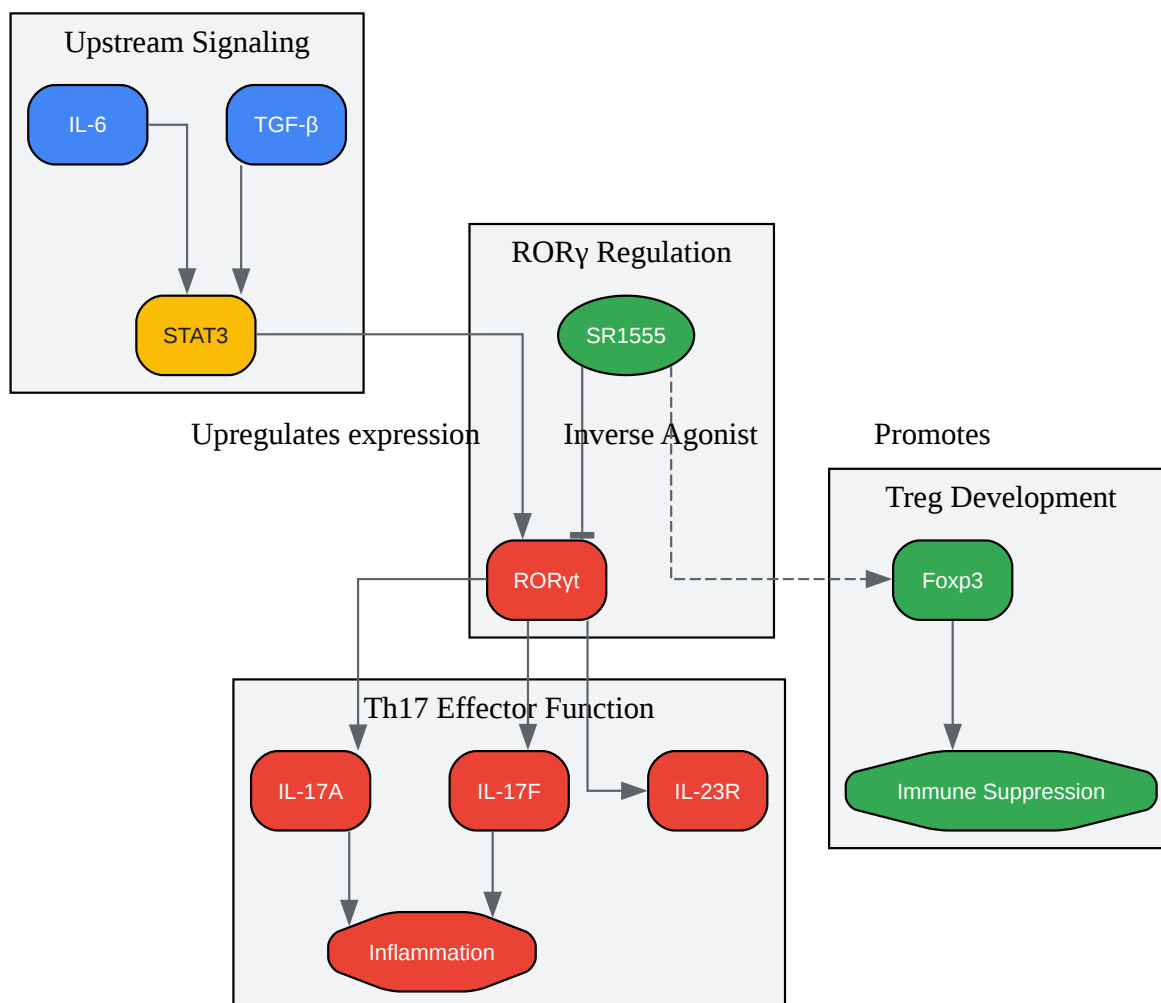 Upstream Signaling
IL-6
TGF-β
STAT3
RORγ Regulation
SR1555
Upregulates expression
Inverse Agonist
Promotes
RORγt
Treg Development
Foxp3
Immune Suppression
Th17 Effector Function
IL-17A
IL-17F
IL-23R
Inflammation